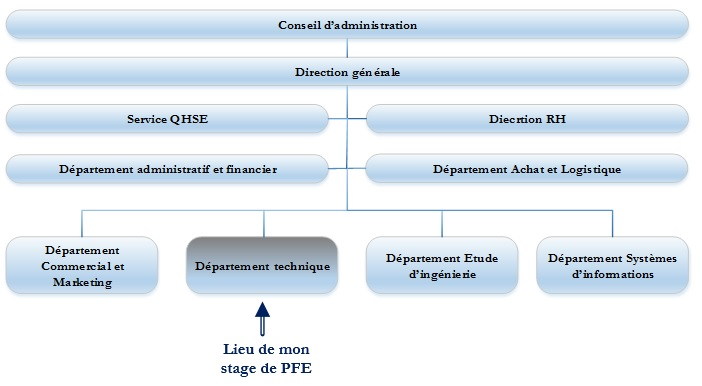 Conseil d'administration
Direction générale
Service QHSE
Diecrtion RH
Département administratif et financier
Département Achat et Logistique
Département
Commercial et
Marketing
Département technique
Département Etude
d'ingénierie
Département Systèmes
d'informations
Lieu de mon
stage de PFE